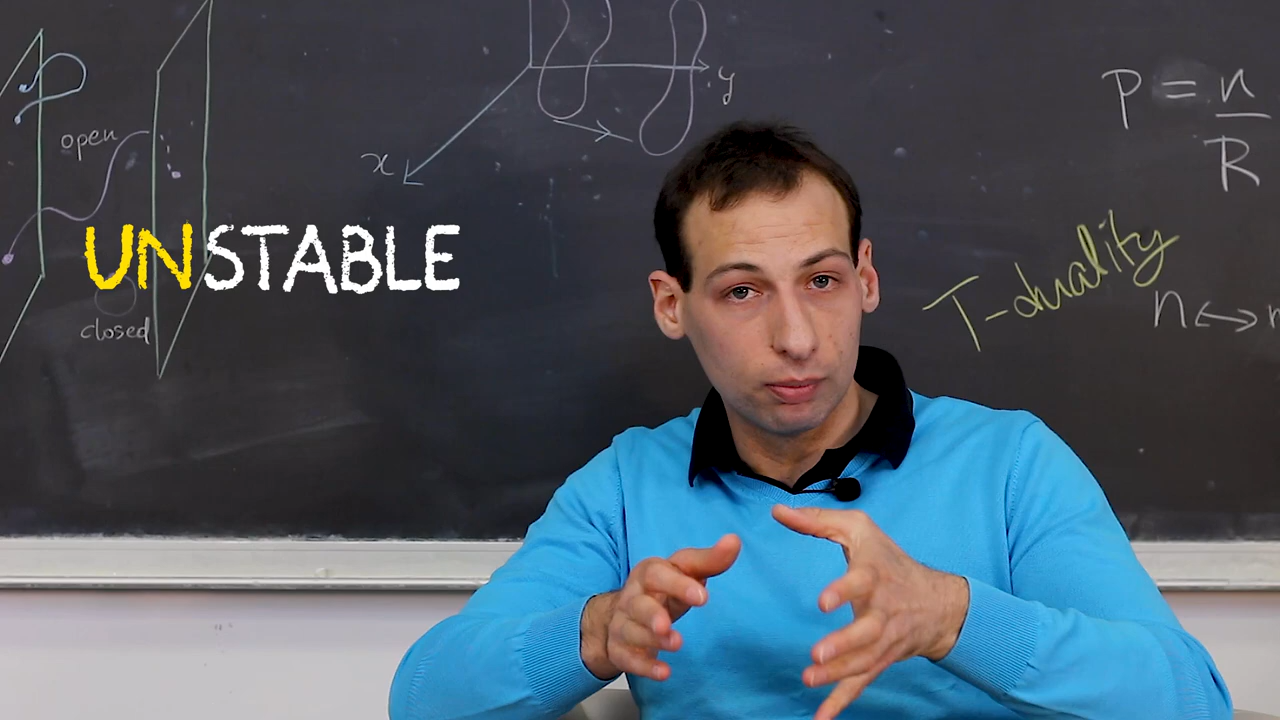 y
P = n
R
open
x
UNSTABLE
T-duality
closed
n ↔